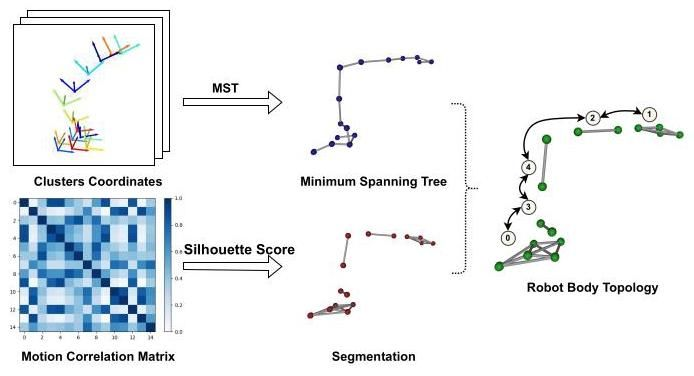 MST
Clusters Coordinates
Minimum Spanning Tree
0
2
4
6
8
10
12
14
0 2 4 6 8 10 12 14
1.0
0.8
0.6
0.4
0.2
0.0
Motion Correlation Matrix
Silhouette Score
Segmentation
2
1
4
3
0
Robot Body Topology